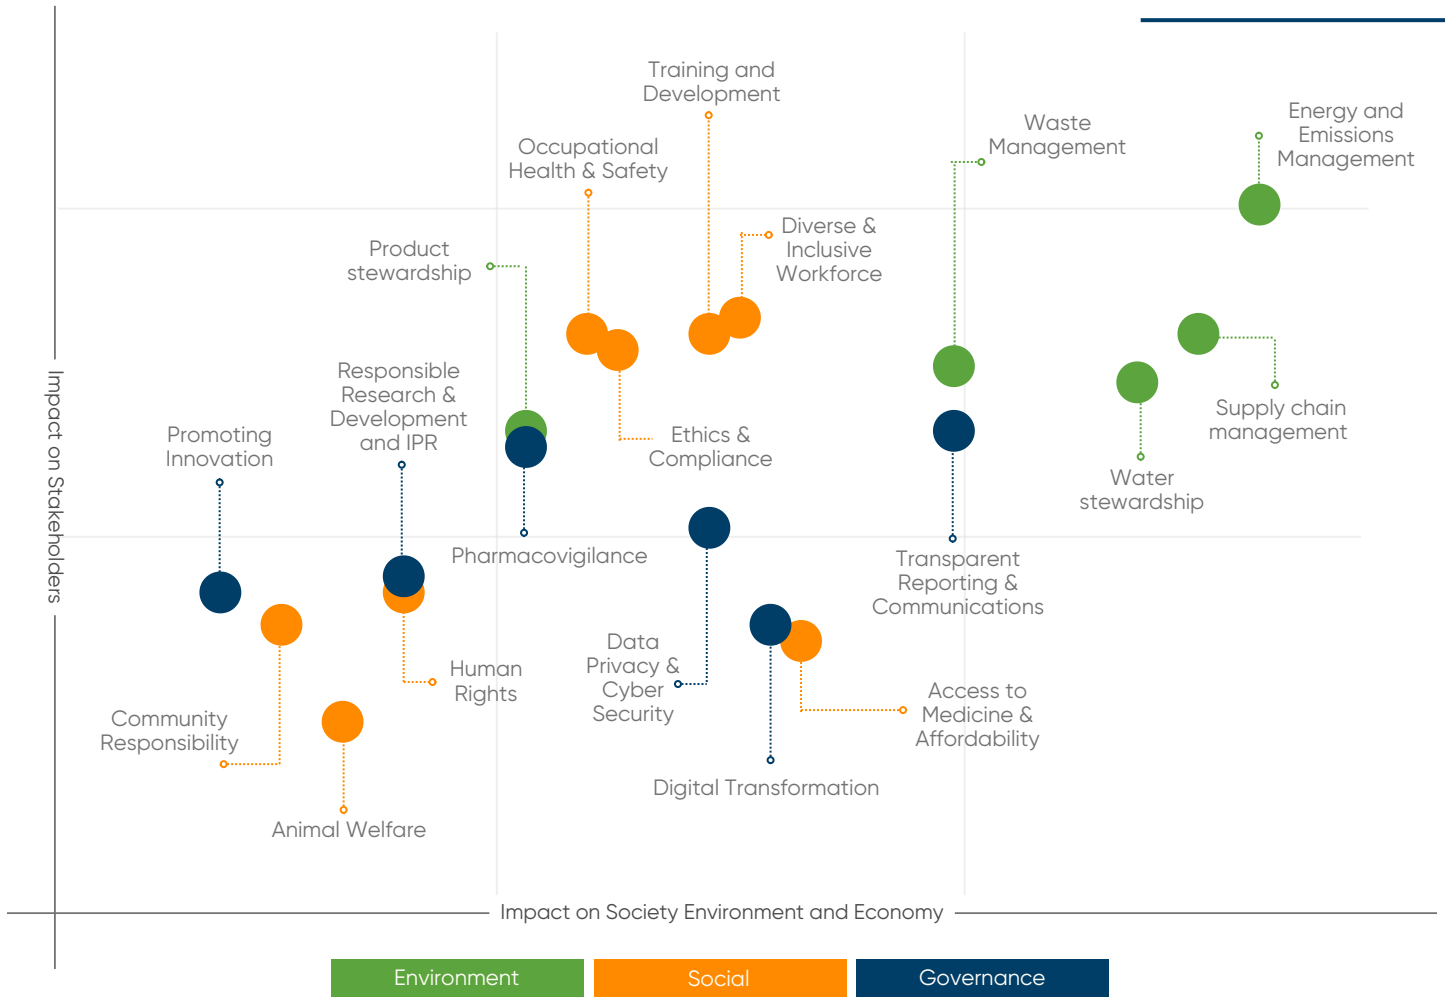 Training and
Development
Waste
Management
Energy and
Emissions
Management
Occupational
Health & Safety
Product
stewardship
Diverse &
Inclusive
Workforce
Impact on Stakeholders
Responsible
Research &
Development
and IPR
Promoting
Innovation
Ethics &
Compliance
Supply chain
management
Water
stewardship
Pharmacovigilance
Transparent
Reporting &
Communications
Human
Rights
Data
Privacy &
Cyber
Security
Access to
Medicine &
Affordability
Community
Responsibility
Digital Transformation
Animal Welfare
Impact on Society Environment and Economy
Environment
Social
Governance